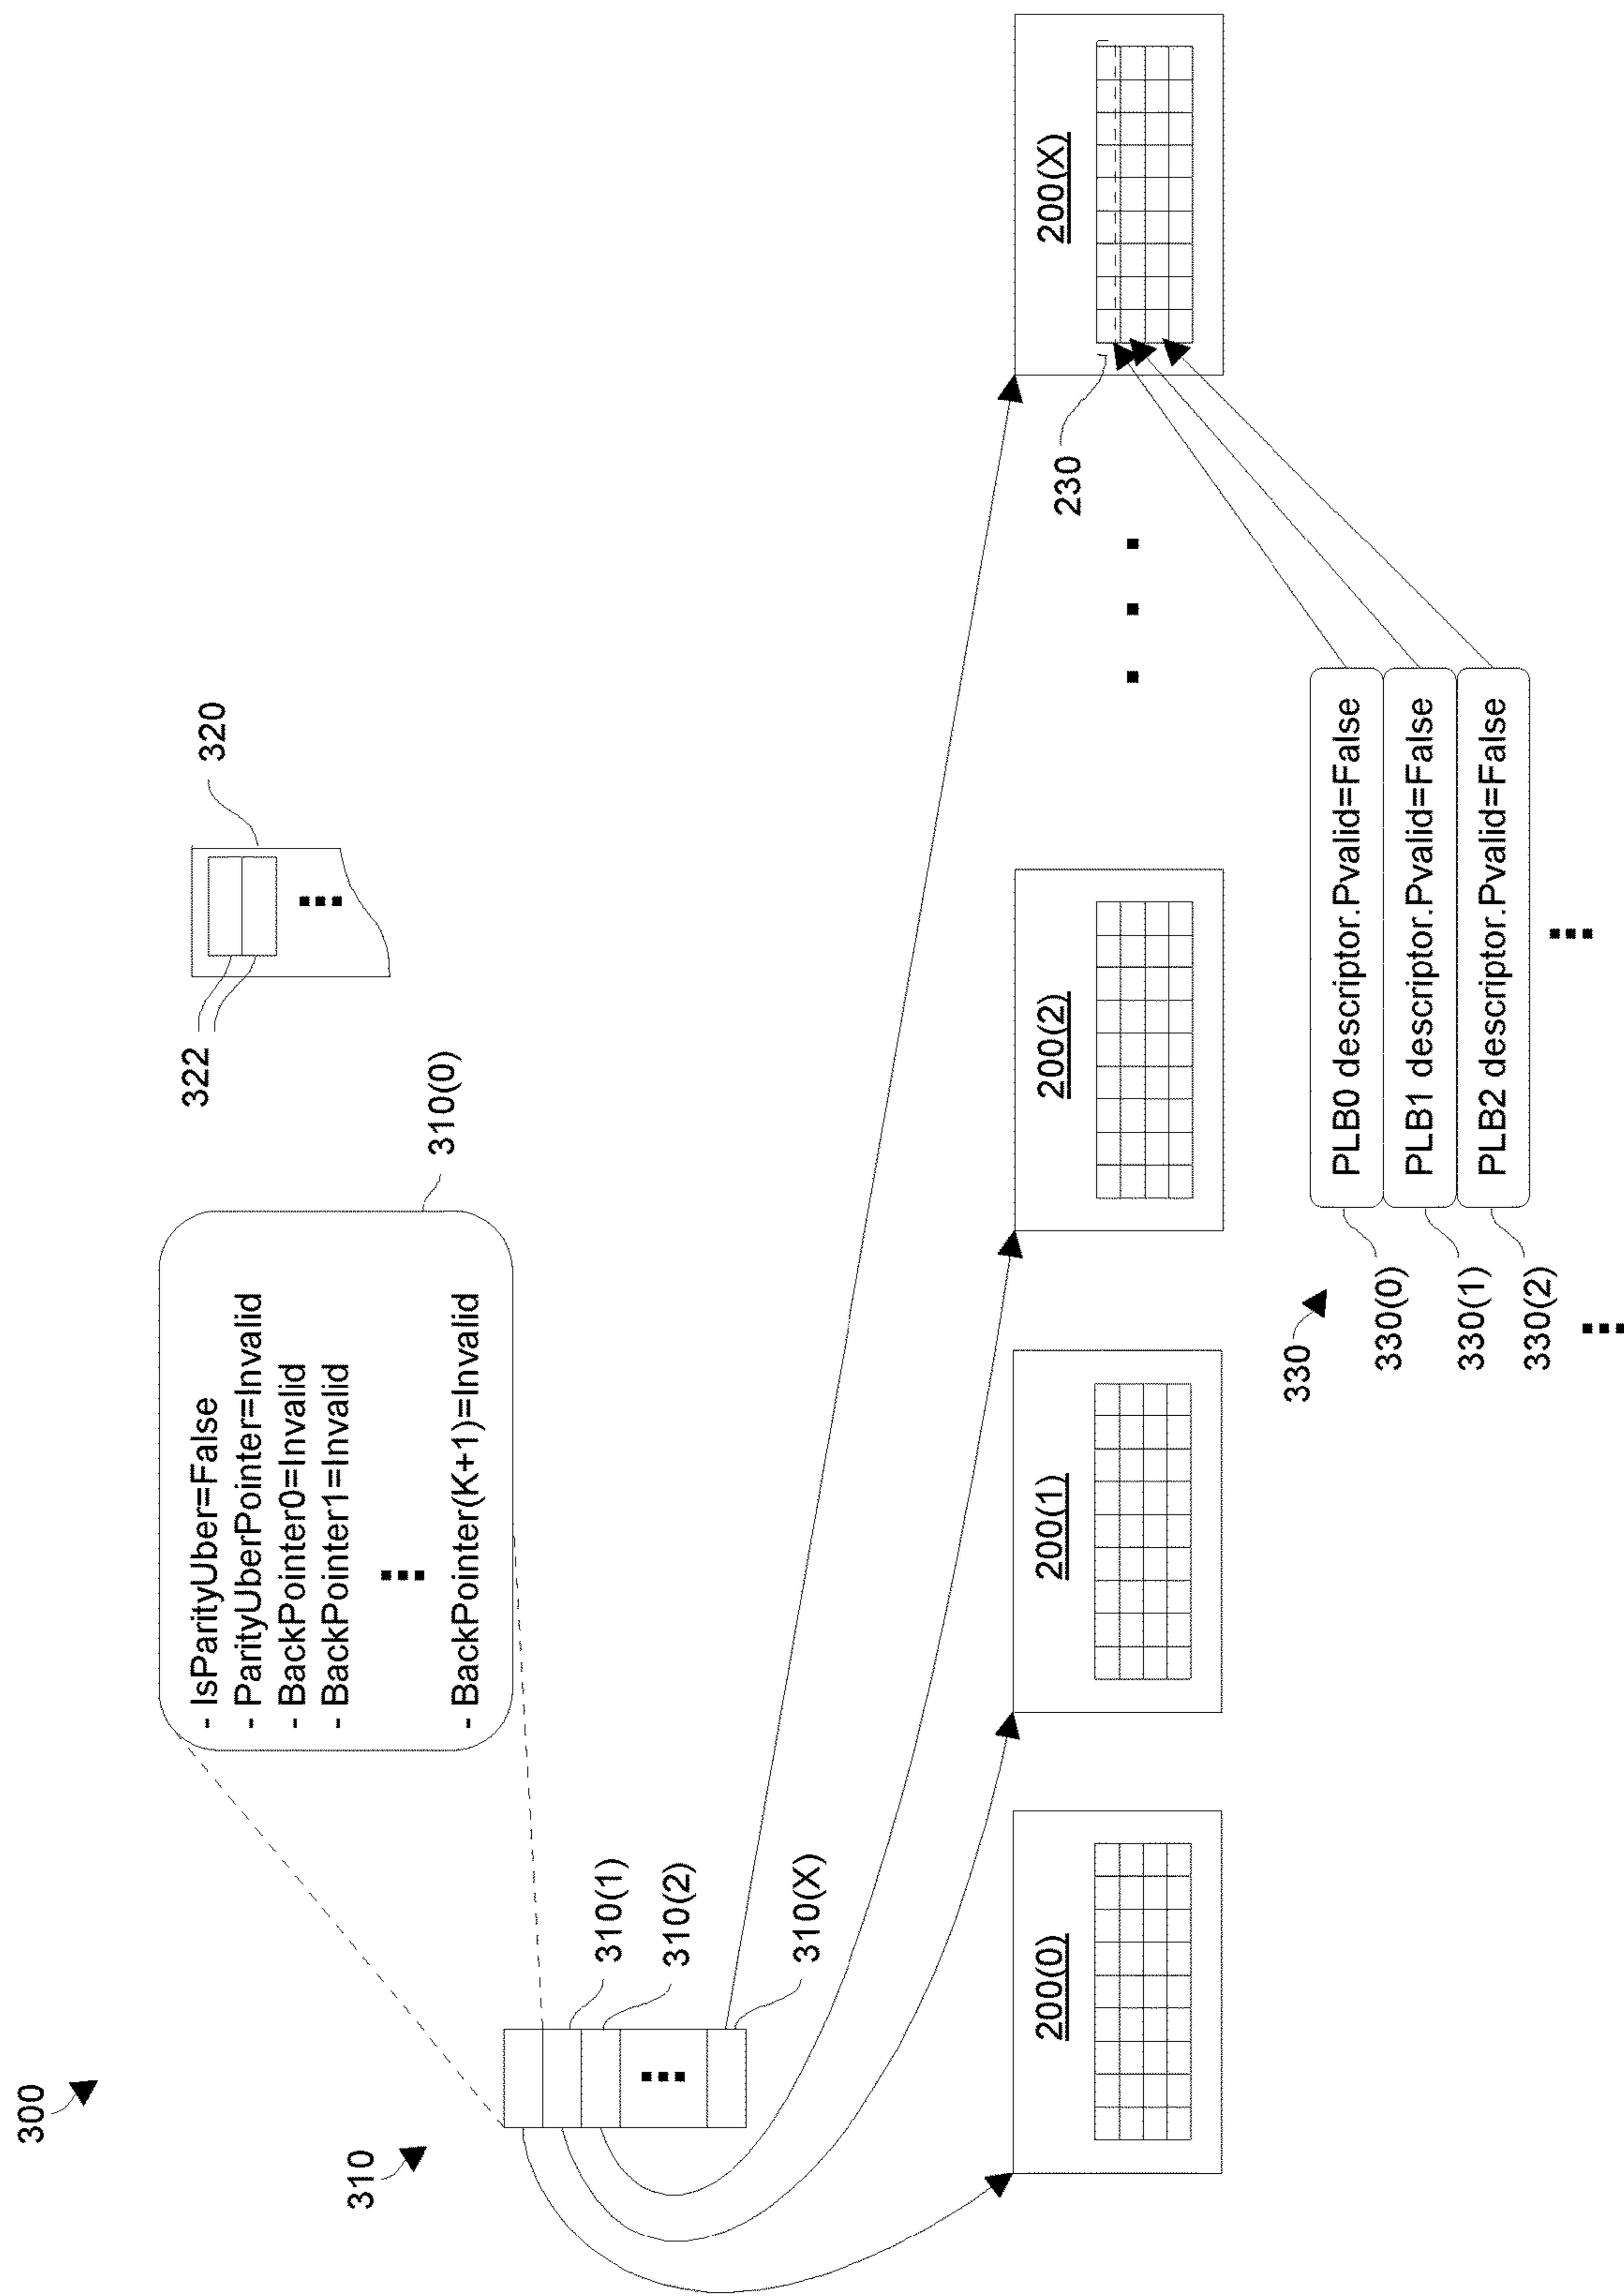 300
310
310(0)
- IsParityUber=False
- ParityUberPointer=Invalid
- BackPointer0=Invalid
- BackPointer1=Invalid
- BackPointer(K+1)=Invalid
322
320
310(1)
310(2)
310(X)
200(0)
200(1)
200(2)
200(X)
230
330
330(0)
PLB0 descriptor.Pvalid=False
330(1)
PLB1 descriptor.Pvalid=False
330(2)
PLB2 descriptor.Pvalid=False